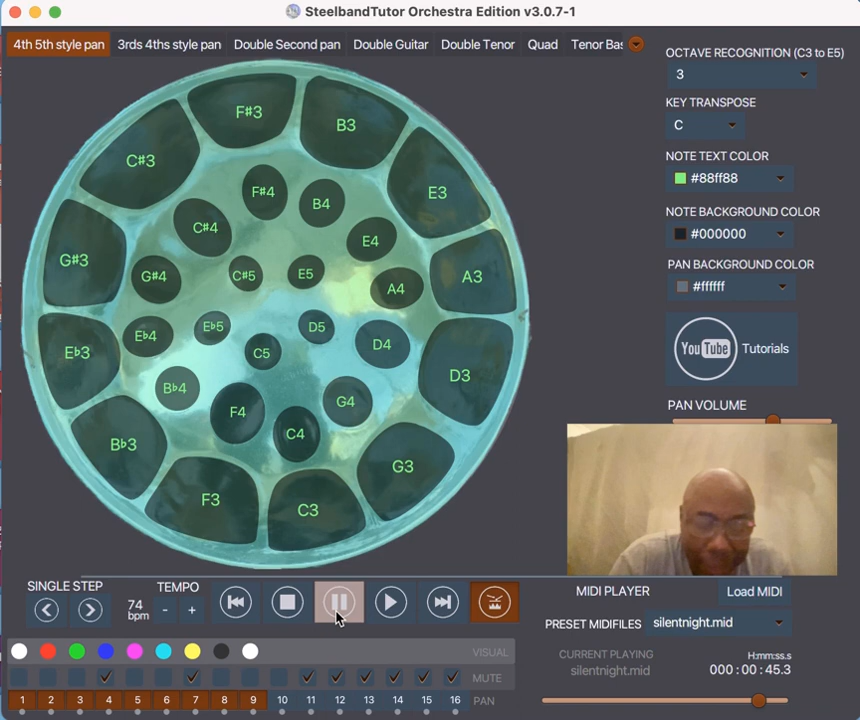 SteelbandTutor Orchestra Edition v3.0.7-1
4th 5th style pan
3rds 4ths style pan
Double Second pan
Double Guitar
Double Tenor
Quad
Tenor Bas
OCTAVE RECOGNITION (C3 to E5)
3
KEY TRANSPOSE
C
NOTE TEXT COLOR
#88ff88
NOTE BACKGROUND COLOR
#000000
PAN BACKGROUND COLOR
#ffffff
You Tube
Tutorials
PAN VOLUME
F#3
B3
C#3
E3
F#4
B4
C#4
E4
G#3
G#4
C#5
E5
A4
A3
E♭3
E♭4
E♭5
D5
D4
C5
D3
B♭4
F4
G4
C4
B♭3
G3
F3
C3
SINGLE STEP
TEMPO
74
bpm
-
+
MIDI PLAYER
Load MIDI
PRESET MIDIFILES
silentnight.mid
CURRENT PLAYING
silentnight.mid
H:mm:ss.s
000 : 00 : 45.3
VISUAL
MUTE
1 2 3 4 5 6 7 8 9 10 11 12 13 14 15 16 PAN